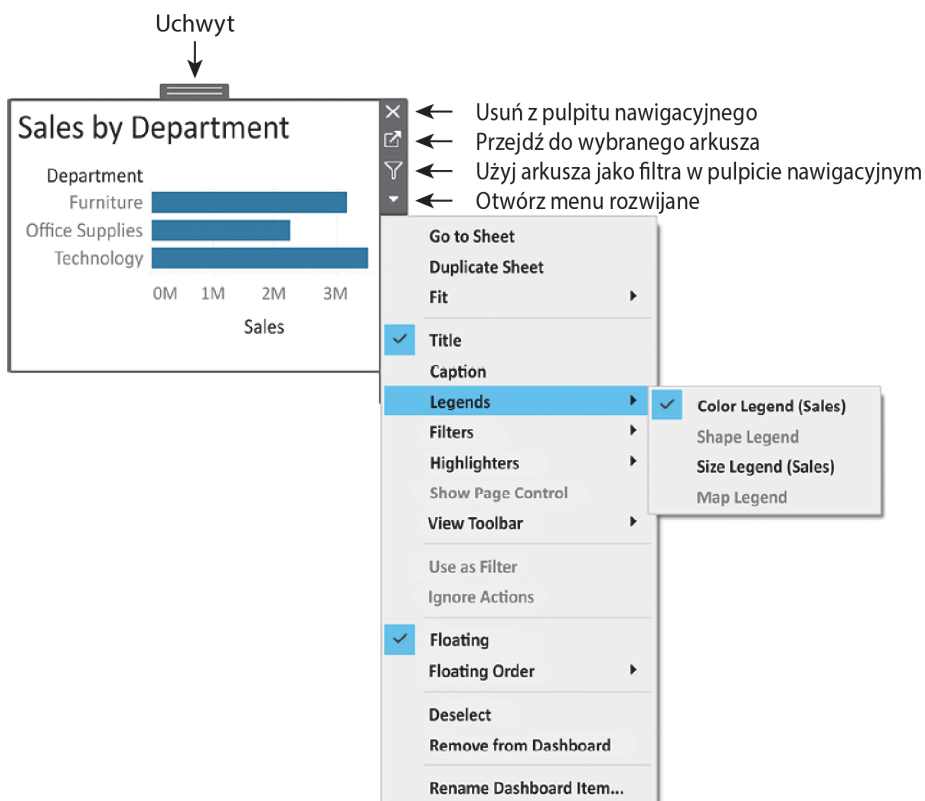 Uchwyt
Usuń z pulpitu nawigacyjnego
Przejdź do wybranego arkusza
Użyj arkusza jako filtra w pulpicie nawigacyjnym
Otwórz menu rozwijane
Sales by Department
Department
Furniture
Office Supplies
Technology
0M 1M 2M 3M
Sales
Go to Sheet
Duplicate Sheet
Fit
Title
Caption
Legends
Filters
Highlighters
Show Page Control
View Toolbar
Use as Filter
Ignore Actions
Floating
Floating Order
Deselect
Remove from Dashboard
Rename Dashboard Item...
Color Legend (Sales)
Shape Legend
Size Legend (Sales)
Map Legend